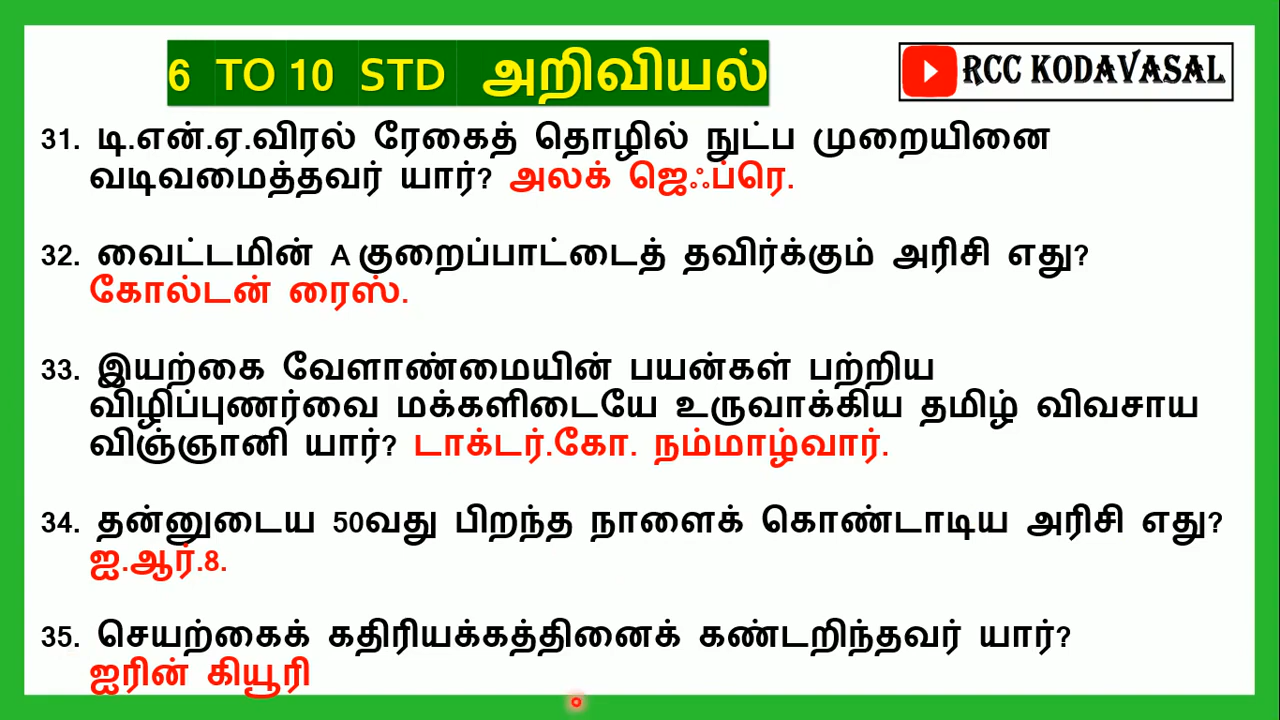 6 TO 10 STD அறிவியல்
RCC KODAVASAL
31. டி.என்.ஏ.விரல் ரேகைத் தொழில் நுட்ப முறையினை
வடிவமைத்தவர் யார்? அலக் ஜெஃப்ரெ.
32. வைட்டமின் A குறைப்பாட்டைத் தவிர்க்கும் அரிசி எது?
கோல்டன் ரைஸ்.
33. இயற்கை வேளாண்மையின் பயன்கள் பற்றிய
விழிப்புணர்வை மக்களிடையே உருவாக்கிய தமிழ் விவசாய
விஞ்ஞானி யார்? டாக்டர்.கோ. நம்மாழ்வார்.
34. தன்னுடைய 50வது பிறந்த நாளைக் கொண்டாடிய அரிசி எது?
ஐ.ஆர்.8.
35. செயற்கைக் கதிரியக்கத்தினைக் கண்டறிந்தவர் யார்?
ஐரின் கியூரி